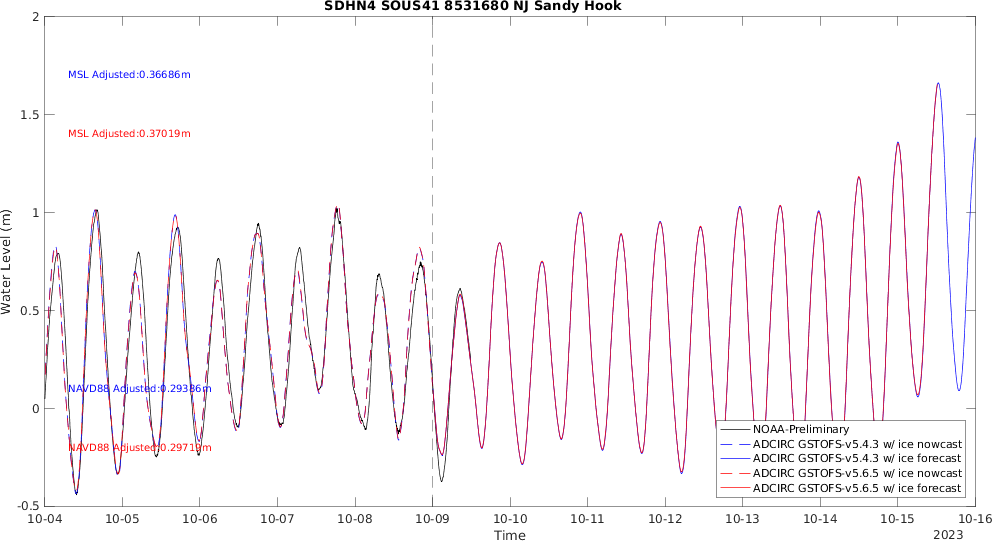 SDHN4 SOUS41 8531680 NJ Sandy Hook
2
1.5
1
0.5
0
-0.5
Water Level (m)
MSL Adjusted:0.36686m
MSL Adjusted:0.37019m
NAVD88 Adjusted:0.29386m
NAVD88 Adjusted:0.29719m
NOAA-Preliminary
ADCIRC GSTOFS-v5.4.3 w/ ice nowcast
ADCIRC GSTOFS-v5.4.3 w/ ice forecast
ADCIRC GSTOFS-v5.6.5 w/ ice nowcast
ADCIRC GSTOFS-v5.6.5 w/ ice forecast
10-04 10-05 10-06 10-07 10-08 10-09 10-10 10-11 10-12 10-13 10-14 10-15 10-16
Time
2023